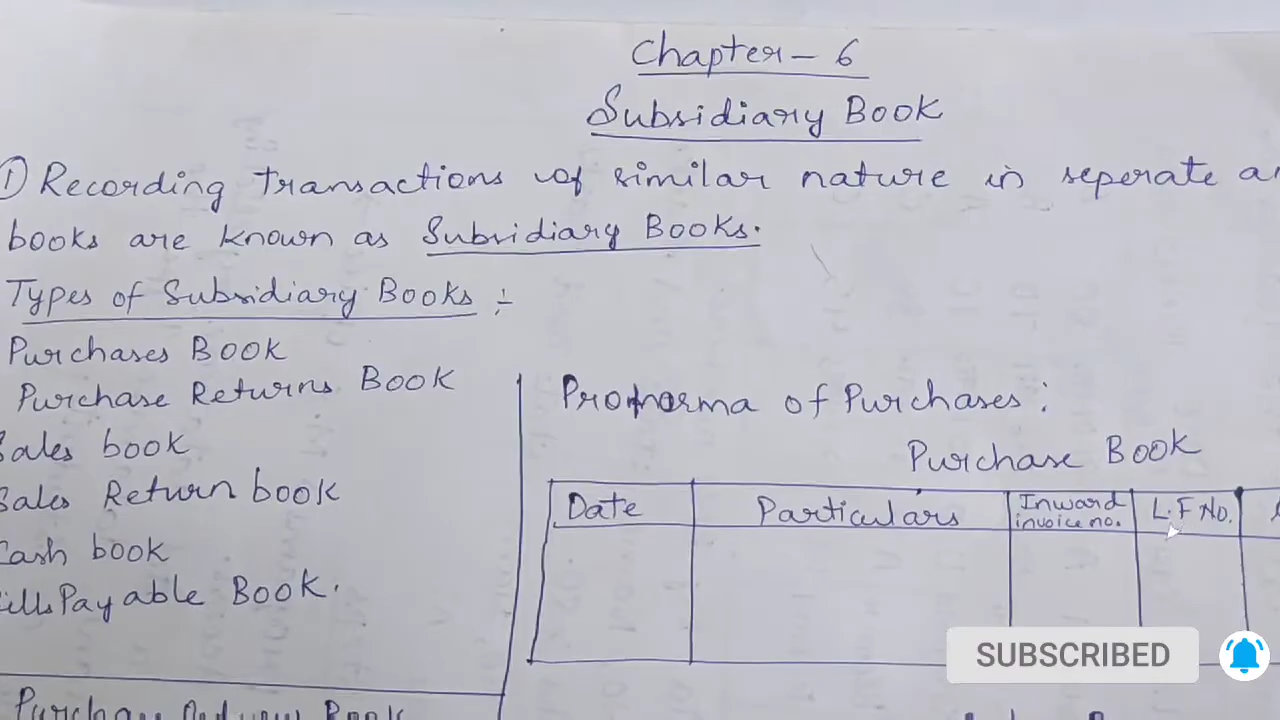 Chapter - 6
Subsidiary Book
① Recording transactions of similar nature in seperate
books are known as Subsidiary Books.
Types of Subsidiary Books :-
Purchases Book
Purchase Returns Book
Sales book
Sales Return book
Cash book
Bills Payable Book.
Proforma of Purchases :
Purchase Book
Date
Particulars
Inward
invoice no.
L.F No.
SUBSCRIBED